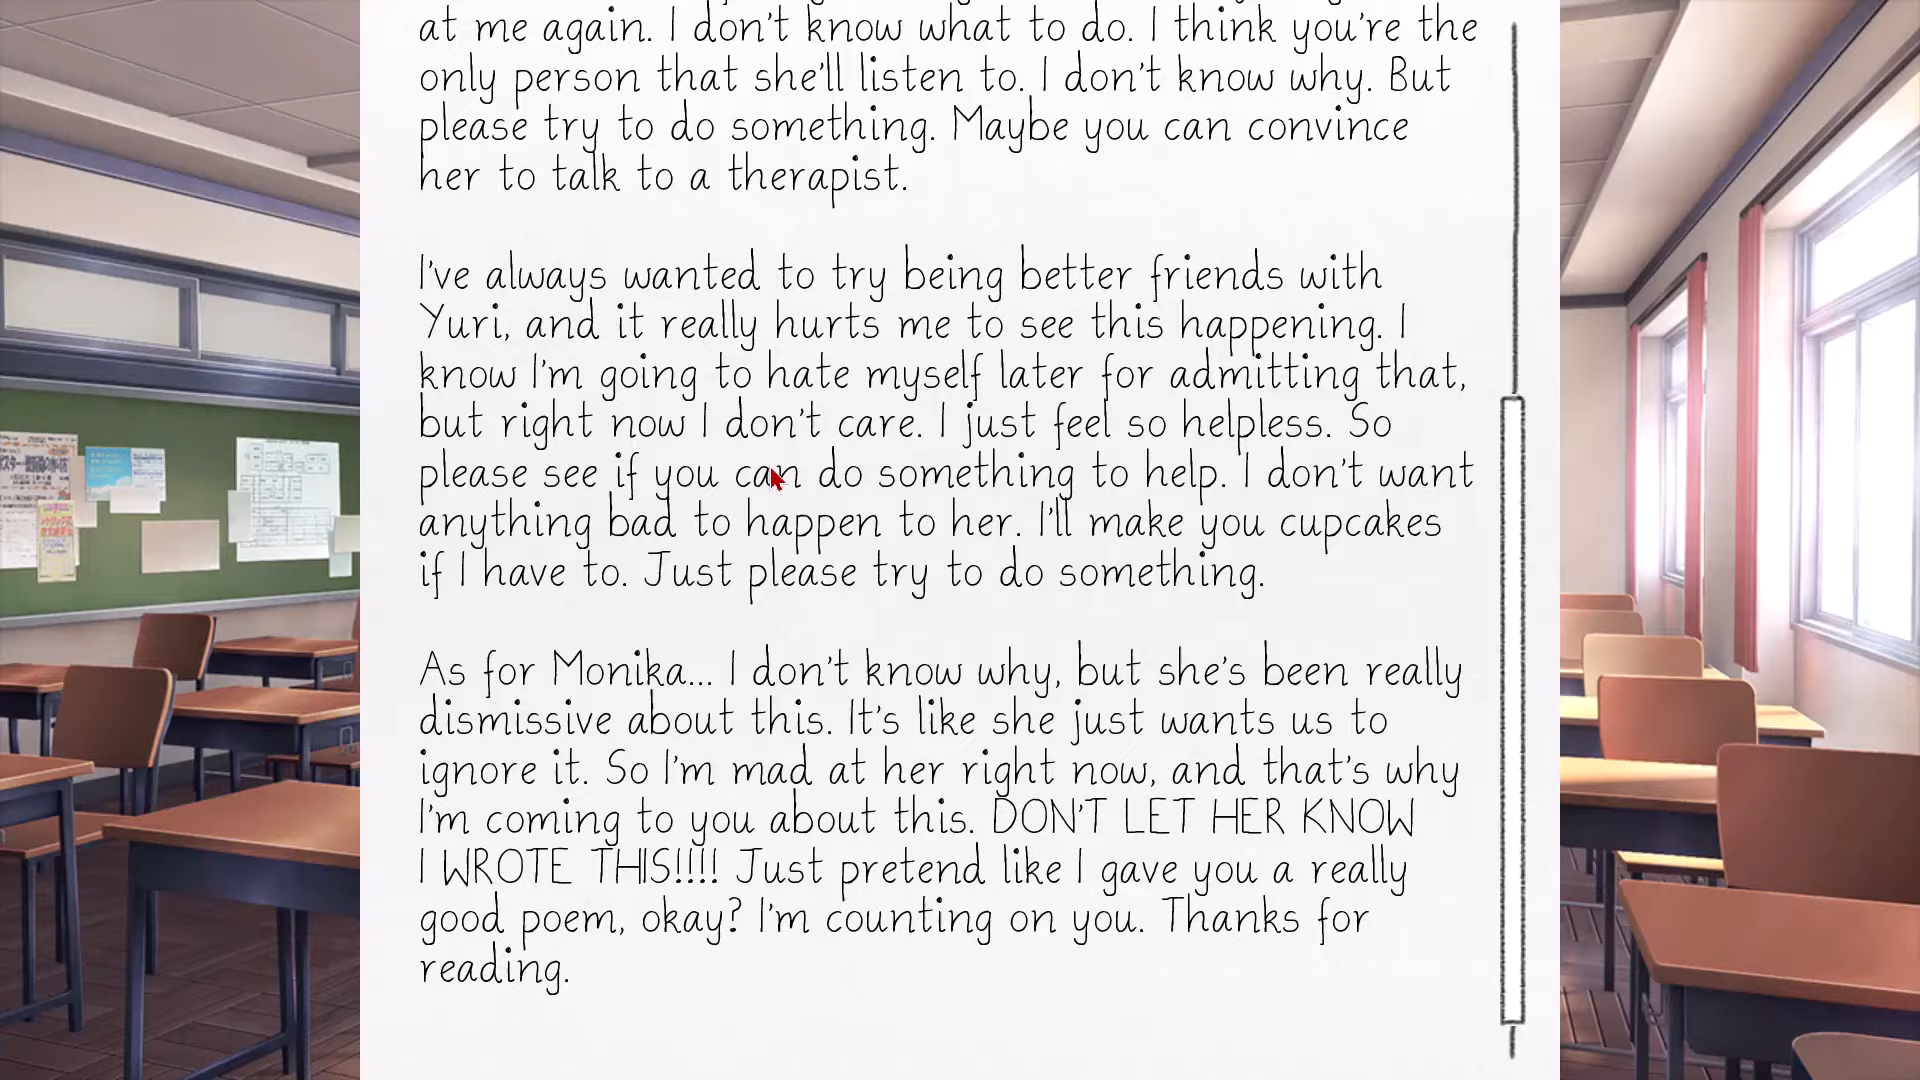 at me again. I don't know what to do. I think you're the
only person that she'll listen to. I don't know why. But
please try to do something. Maybe you can convince
her to talk to a therapist.
I've always wanted to try being better friends with
Yuri, and it really hurts me to see this happening. I
know I'm going to hate myself later for admitting that,
but right now I don't care. I just feel so helpless. So
please see if you can do something to help. I don't want
anything bad to happen to her. I'll make you cupcakes
if I have to. Just please try to do something.
As for Monika... I don't know why, but she's been really
dismissive about this. It's like she just wants us to
ignore it. So I'm mad at her right now, and that's why
I'm coming to you about this. DON'T LET HER KNOW
I WROTE THIS!!!! Just pretend like I gave you a really
good poem, okay? I'm counting on you. Thanks for
reading.